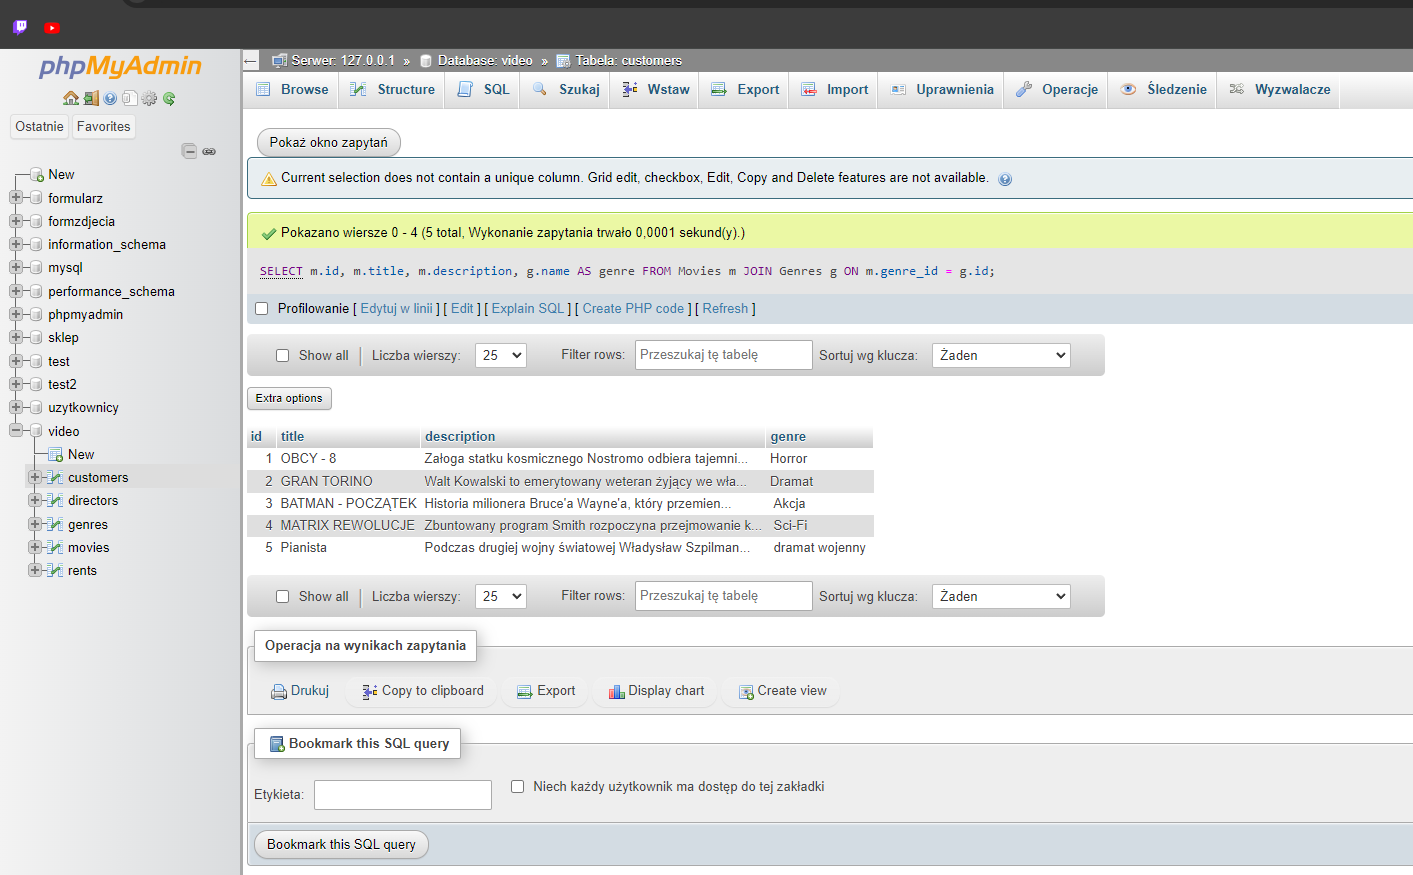 phpMyAdmin
Ostatnie Favorites
New
formularz
formzdjecia
information_schema
mysql
performance_schema
phpmyadmin
sklep
test
test2
uzytkownicy
video
New
customers
directors
genres
movies
rents
Serwer: 127.0.0.1 » Database: video » Tabela: customers
Browse Structure SQL Szukaj Wstaw Export Import Uprawnienia Operacje Śledzenie Wyzwalacze
Pokaż okno zapytań
Current selection does not contain a unique column. Grid edit, checkbox, Edit, Copy and Delete features are not available.
Pokazano wiersze 0 - 4 (5 total, Wykonanie zapytania trwało 0,0001 sekund(y).)
SELECT m.id, m.title, m.description, g.name AS genre FROM Movies m JOIN Genres g ON m.genre_id = g.id;
Profilowanie [ Edytuj w linii ] [ Edit ] [ Explain SQL ] [ Create PHP code ] [ Refresh ]
Show all Liczba wierszy: 25 Filter rows: Przeszukaj tę tabelę Sortuj wg klucza: Żaden
Extra options
id title description genre
1 OBCY - 8 Załoga statku kosmicznego Nostromo odbiera tajemni... Horror
2 GRAN TORINO Walt Kowalski to emerytowany weteran żyjący we wła... Dramat
3 BATMAN - POCZĄTEK Historia milionera Bruce'a Wayne'a, który przemien... Akcja
4 MATRIX REWOLUCJE Zbuntowany program Smith rozpoczyna przejmowanie k... Sci-Fi
5 Pianista Podczas drugiej wojny światowej Władysław Szpilman... dramat wojenny
Show all Liczba wierszy: 25 Filter rows: Przeszukaj tę tabelę Sortuj wg klucza: Żaden
Operacja na wynikach zapytania
Drukuj Copy to clipboard Export Display chart Create view
Bookmark this SQL query
Etykieta: Niech każdy użytkownik ma dostęp do tej zakładki
Bookmark this SQL query